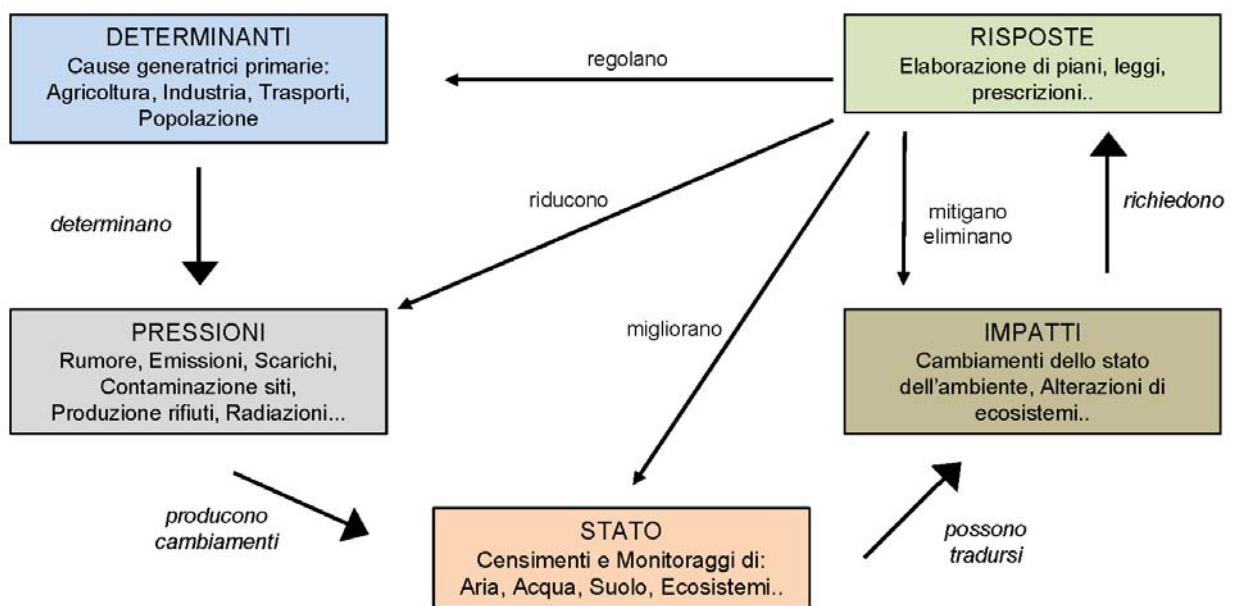 DETERMINANTI
Cause generatrici primarie:
Agricoltura, Industria, Trasporti,
Popolazione
regolano
RISPOSTE
Elaborazione di piani, leggi,
prescrizioni..
determinano
riducono
mitigano
eliminano
richiedono
PRESSIONI
Rumore, Emissioni, Scarichi,
Contaminazione siti,
Produzione rifiuti, Radiazioni...
migliorano
IMPATTI
Cambiamenti dello stato
dell'ambiente, Alterazioni di
ecosistemi..
producono
cambiamenti
STATO
Censimenti e Monitoraggi di:
Aria, Acqua, Suolo, Ecosistemi..
possono
tradursi